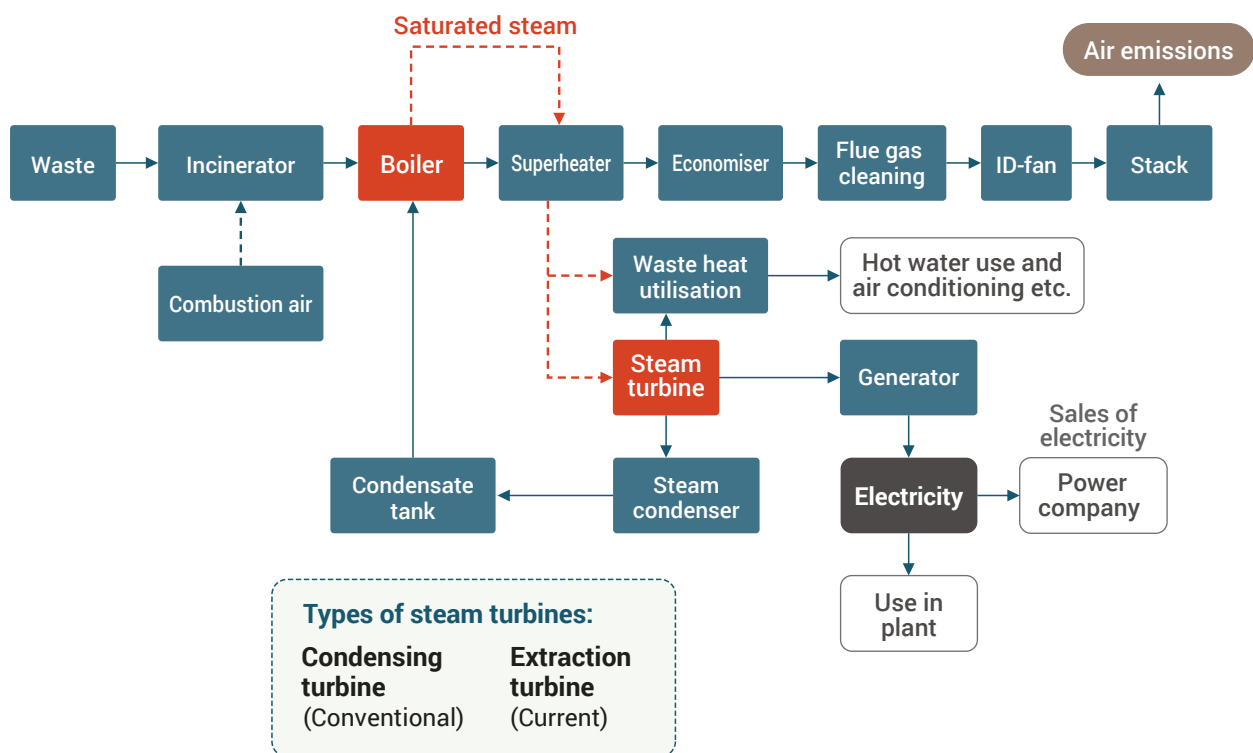 Saturated steam
Air emissions
Waste
Incinerator
Boiler
Superheater
Economiser
Flue gas
cleaning
ID-fan
Stack
Combustion air
Waste heat
utilisation
Hot water use and
air conditioning etc.
Steam
turbine
Generator
Sales of
electricity
Condensate
tank
Steam
condenser
Electricity
Power
company
Use in
plant
Types of steam turbines:
Condensing
turbine
(Conventional)
Extraction
turbine
(Current)